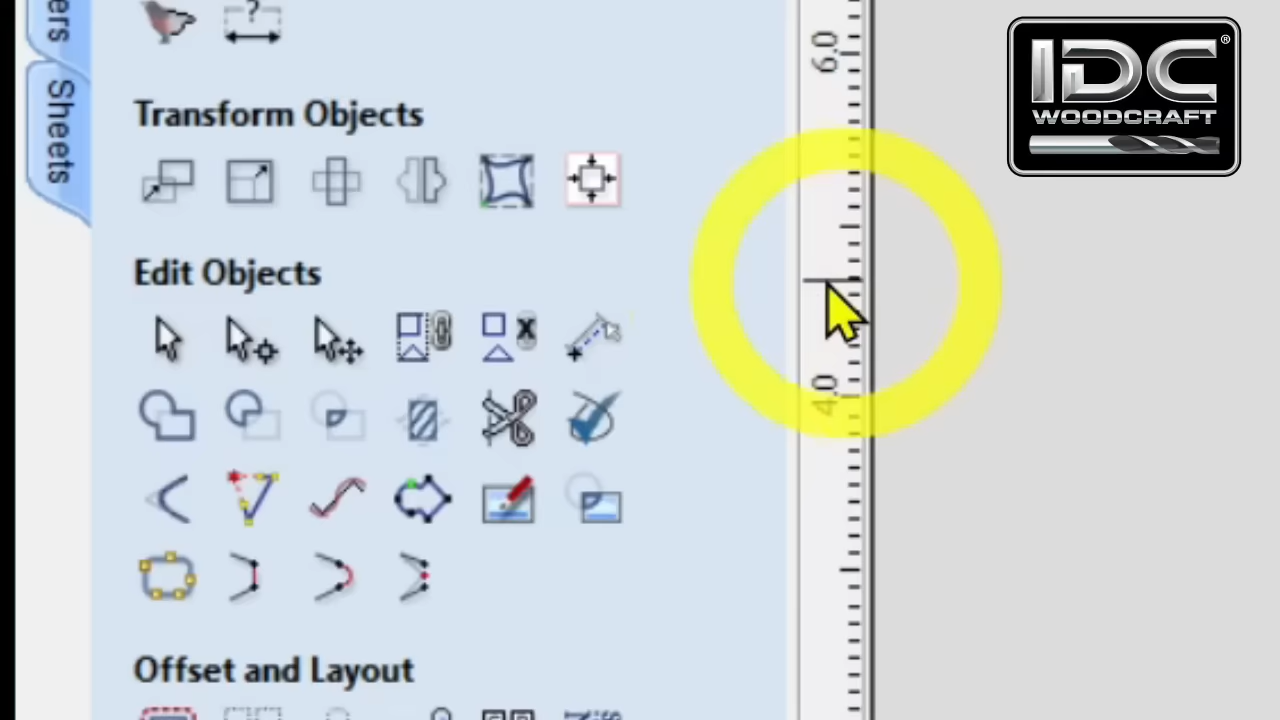 ers
Sheets
?
6.0
4.0
Transform Objects
Edit Objects
Offset and Layout
IDC®
WOODCRAFT